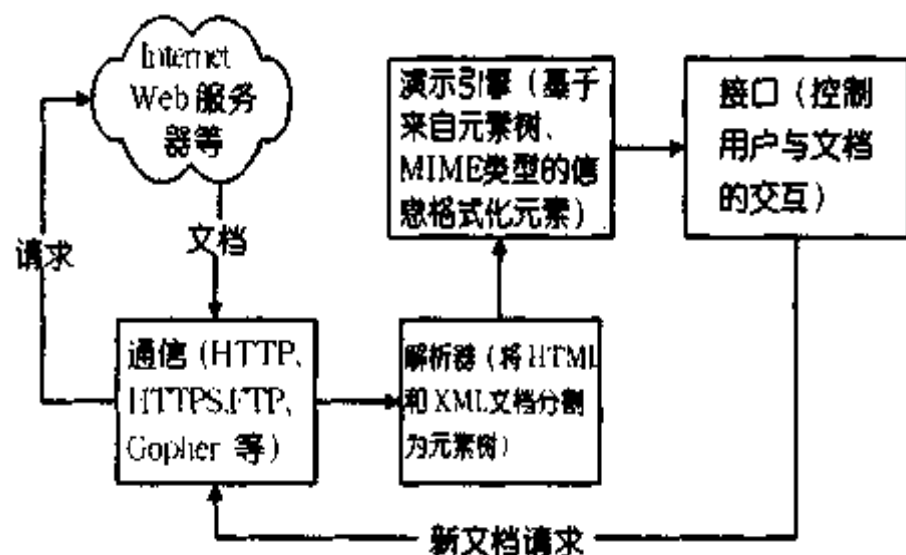 Internet
Web 服务
器等
请求
文档
通信 (HTTP、
HTTPS,FTP、
Gopher 等)
解析器(将 HTML
和 XML文档分割
为元素树)
演示引擎(基于
来自元素树、
MIME类型的信
息格式化元素)
接口(控制
用户与文档
的交互)
新文档请求